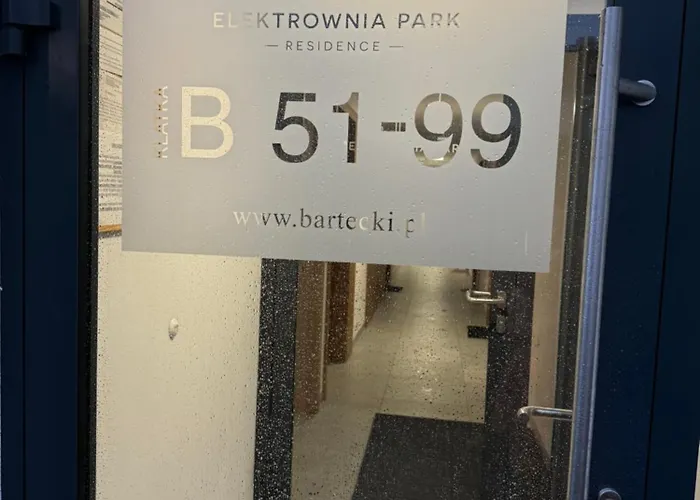 ELEKTROWNIA PARK
— RESIDENCE —
KLATKA B 51-99
www.bartecki.pl